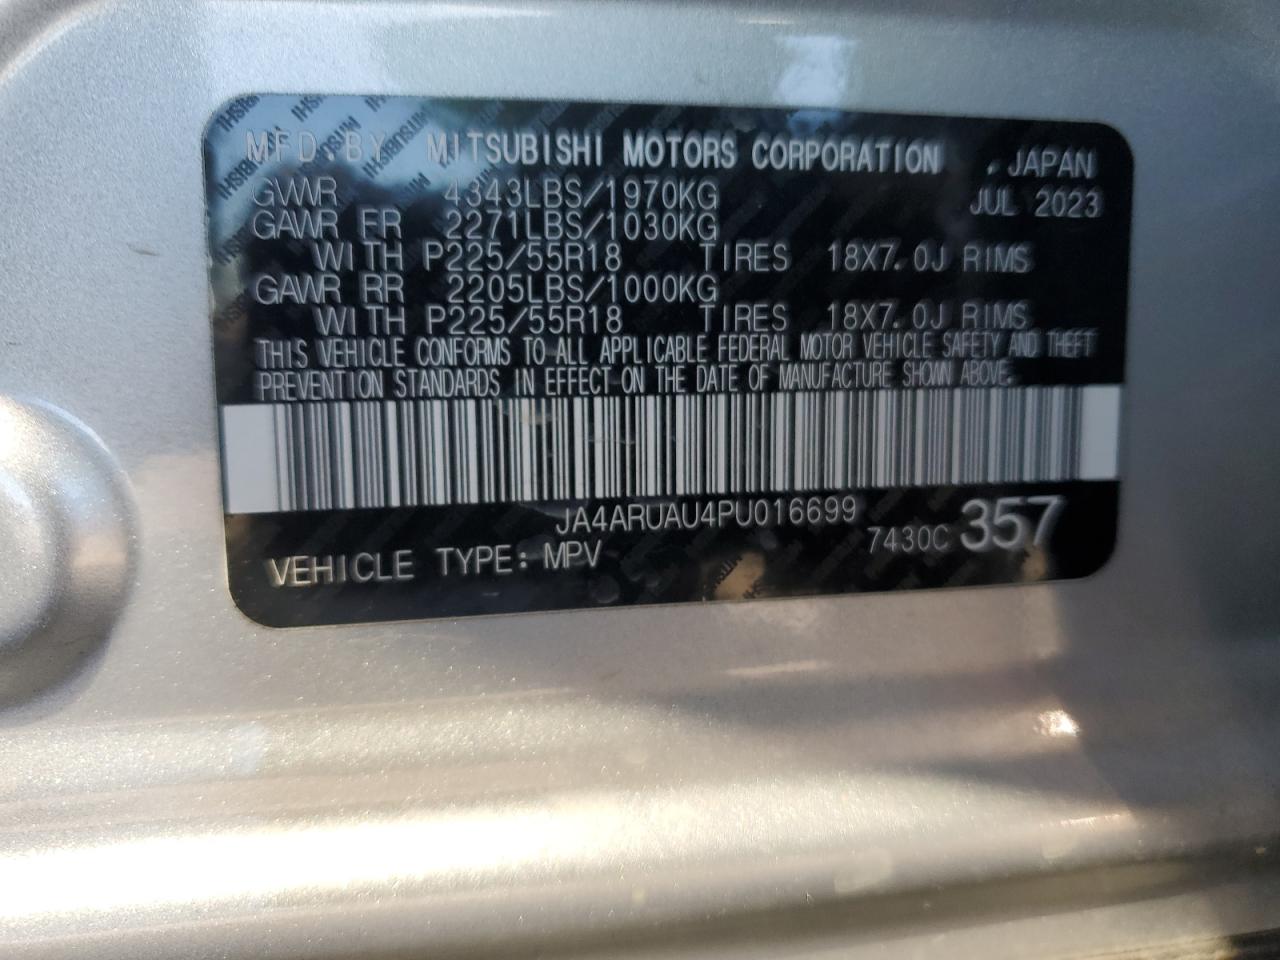 MFD.BY MITSUBISHI MOTORS CORPORATION .JAPAN
GVWR 4343LBS/1970KG JUL 2023
GAWR FR 2271LBS/1030KG
WITH P225/55R18 TIRES 18X7.0J RIMS
GAWR RR 2205LBS/1000KG
WITH P225/55R18 TIRES 18X7.0J RIMS
THIS VEHICLE CONFORMS TO ALL APPLICABLE FEDERAL MOTOR VEHICLE SAFETY AND THEFT
PREVENTION STANDARDS IN EFFECT ON THE DATE OF MANUFACTURE SHOWN ABOVE.
JA4ARUAU4PU016699
7430C 357
VEHICLE TYPE: MPV